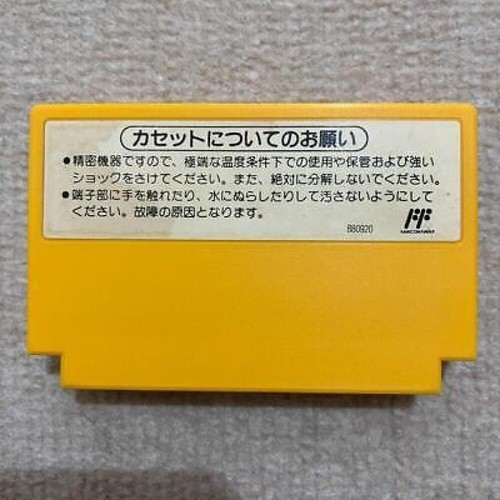 カセットについてのお願い
●精密機器ですので、極端な温度条件下での使用や保管および強い
ショックをさけてください。また、絶対に分解しないでください。
●端子部に手を触れたり、水にぬらしたりして汚さないようにして
ください。故障の原因となります。
B80920
FF
FAMICOM FAMILY